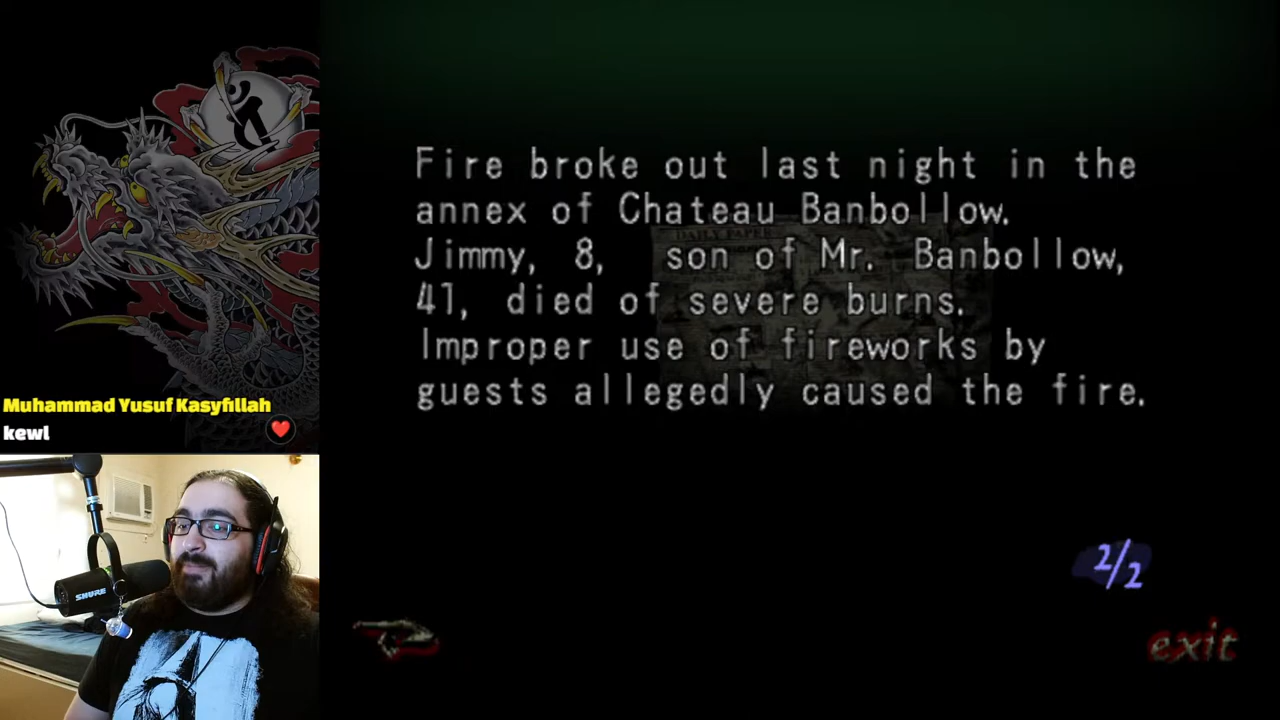 Fire broke out last night in the
annex of Chateau Banbollow.
Jimmy, 8, son of Mr. Banbollow,
41, died of severe burns.
Improper use of fireworks by
guests allegedly caused the fire.
DAILY PAPER
Muhammad Yusuf Kasyfillah
kewl
SHURE
2/2
exit